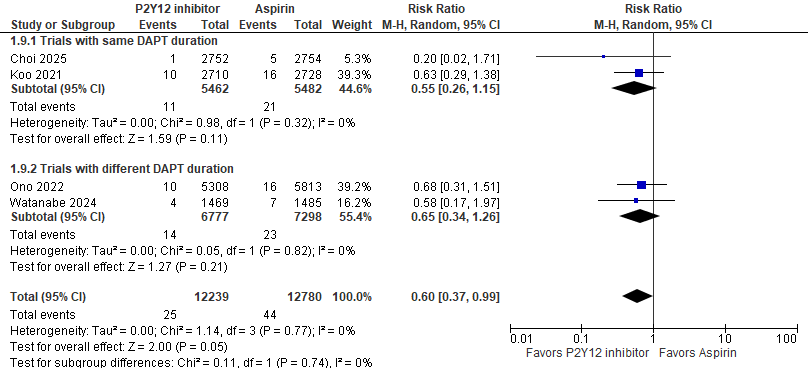 P2Y12 inhibitor Aspirin Risk Ratio Risk Ratio
Study or Subgroup Events Total Events Total Weight M-H, Random, 95% CI M-H, Random, 95% CI
1.9.1 Trials with same DAPT duration
Choi 2025 1 2752 5 2754 5.3% 0.20 [0.02, 1.71]
Koo 2021 10 2710 16 2728 39.3% 0.63 [0.29, 1.38]
Subtotal (95% CI) 5462 5482 44.6% 0.55 [0.26, 1.15]
Total events 11 21
Heterogeneity: Tau² = 0.00; Chi² = 0.98, df = 1 (P = 0.32); I² = 0%
Test for overall effect: Z = 1.59 (P = 0.11)
1.9.2 Trials with different DAPT duration
Ono 2022 10 5308 16 5813 39.2% 0.68 [0.31, 1.51]
Watanabe 2024 4 1469 7 1485 16.2% 0.58 [0.17, 1.97]
Subtotal (95% CI) 6777 7298 55.4% 0.65 [0.34, 1.26]
Total events 14 23
Heterogeneity: Tau² = 0.00; Chi² = 0.05, df = 1 (P = 0.82); I² = 0%
Test for overall effect: Z = 1.27 (P = 0.21)
Total (95% CI) 12239 12780 100.0% 0.60 [0.37, 0.99]
Total events 25 44
Heterogeneity: Tau² = 0.00; Chi² = 1.14, df = 3 (P = 0.77); I² = 0%
Test for overall effect: Z = 2.00 (P = 0.05)
Test for subgroup differences: Chi² = 0.11, df = 1 (P = 0.74), I² = 0%
0.01 0.1 1 10 100
Favors P2Y12 inhibitor Favors Aspirin